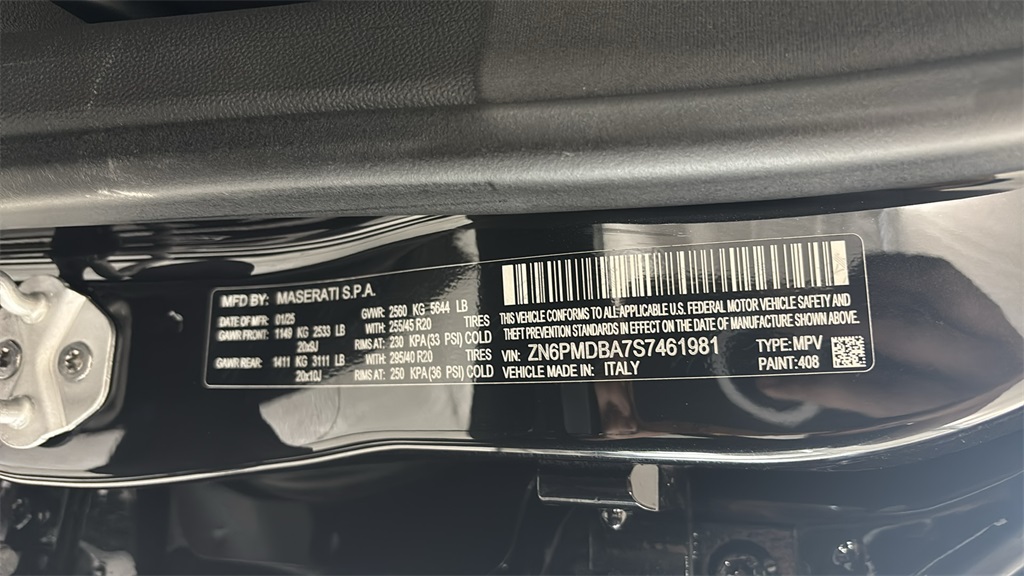 MFD BY: MASERATI S.P.A.
DATE OF MFR: 01/25 GVWR: 2560 KG 5644 LB
GAWR FRONT: 1149 KG 2533 LB WITH: 255/45 R20 TIRES
20x9J RIMS AT: 230 KPA(33 PSI) COLD
GAWR REAR: 1411 KG 3111 LB WITH: 295/40 R20 TIRES
20x10J RIMS AT: 250 KPA(36 PSI) COLD
THIS VEHICLE CONFORMS TO ALL APPLICABLE U.S. FEDERAL MOTOR VEHICLE SAFETY AND
THEFT PREVENTION STANDARDS IN EFFECT ON THE DATE OF MANUFACTURE SHOWN ABOVE.
VIN: ZN6PMDBA7S7461981 TYPE: MPV
VEHICLE MADE IN: ITALY PAINT: 408